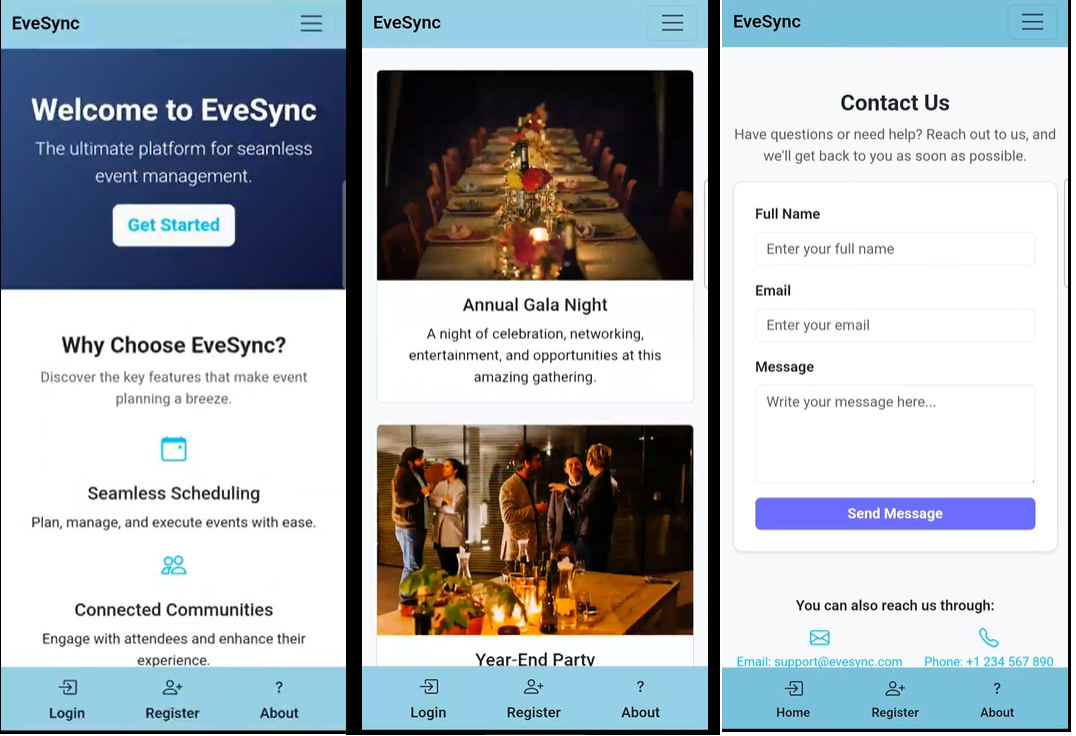 EveSync
Welcome to EveSync
The ultimate platform for seamless
event management.
Get Started
Why Choose EveSync?
Discover the key features that make event
planning a breeze.
Seamless Scheduling
Plan, manage, and execute events with ease.
Connected Communities
Engage with attendees and enhance their
experience.
Login
Register
?
About
EveSync
Annual Gala Night
A night of celebration, networking,
entertainment, and opportunities at this
amazing gathering.
Year-End Party
Login
Register
?
About
EveSync
Contact Us
Have questions or need help? Reach out to us, and
we'll get back to you as soon as possible.
Full Name
Enter your full name
Email
Enter your email
Message
Write your message here...
Send Message
You can also reach us through:
Email: support@evesync.com
Phone: +1 234 567 890
Home
Register
?
About